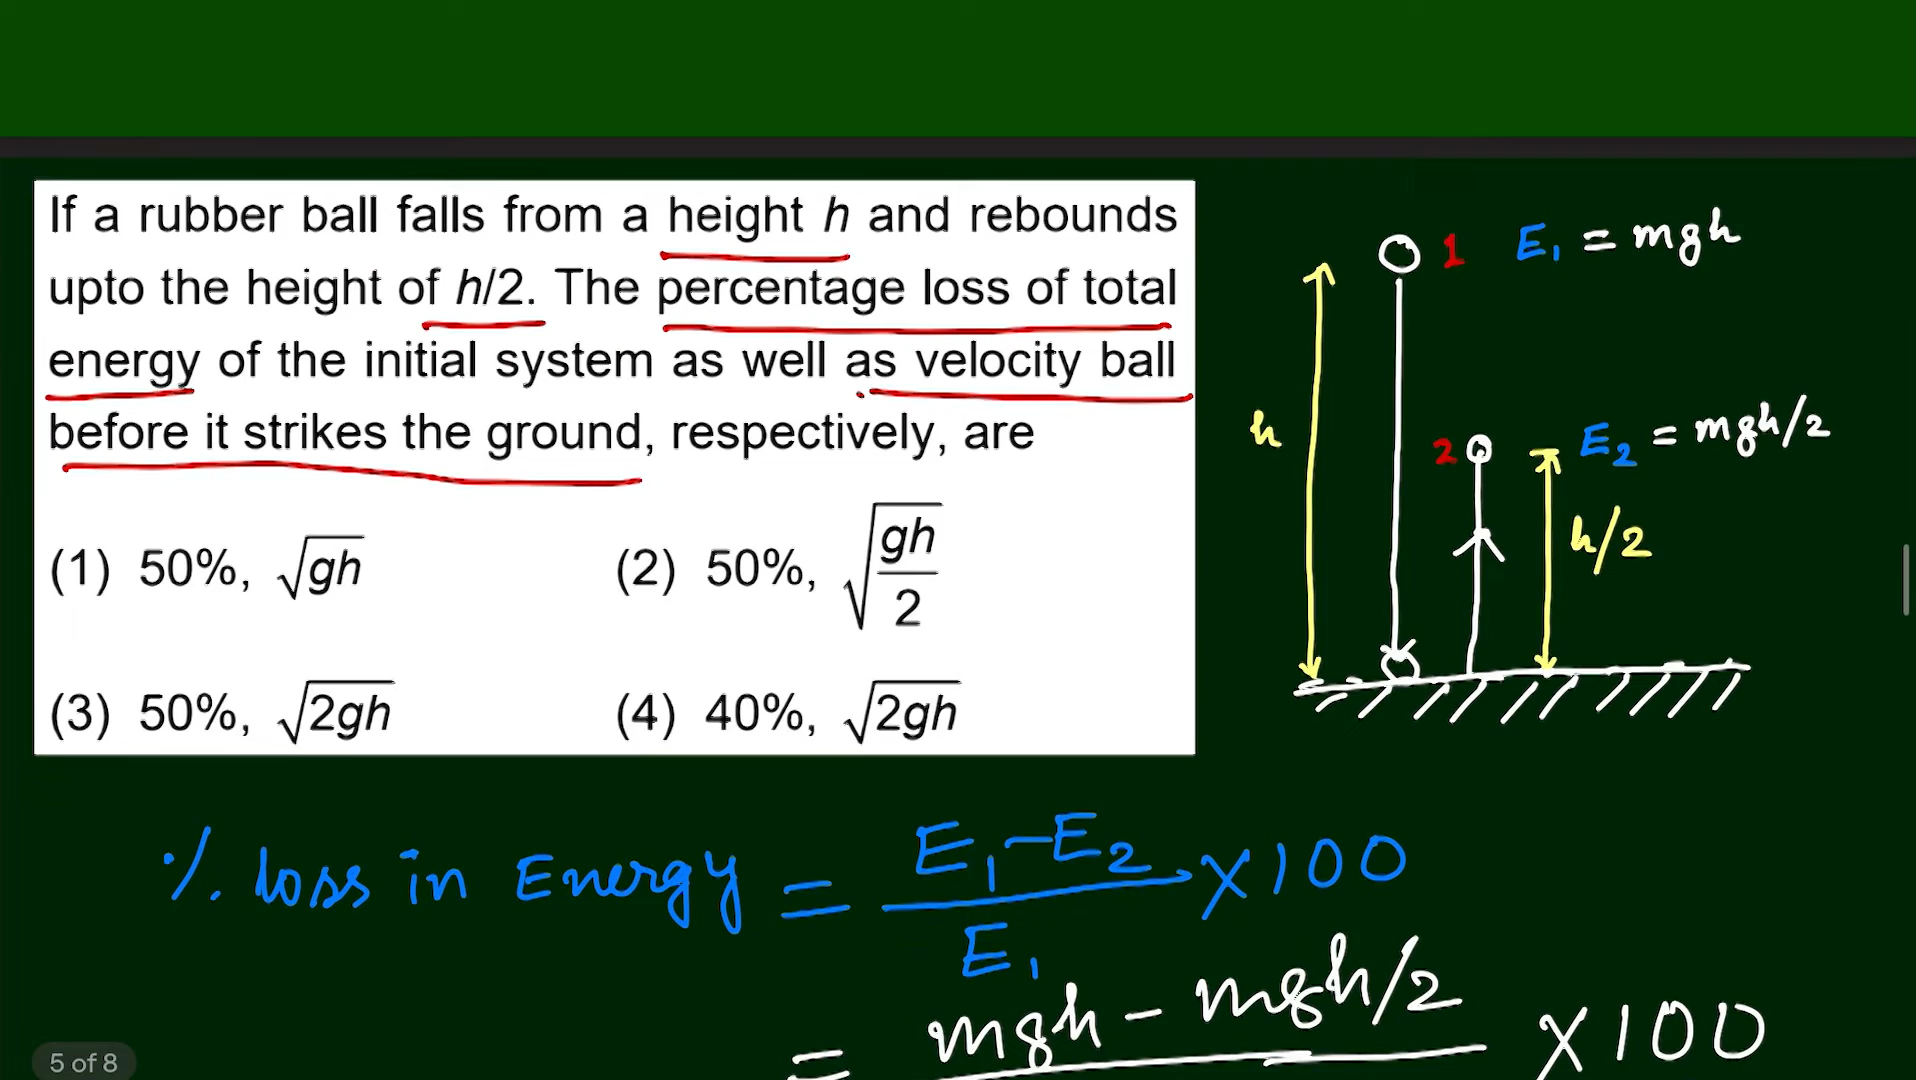 If a rubber ball falls from a height h and rebounds
upto the height of h/2. The percentage loss of total
energy of the initial system as well as velocity ball
before it strikes the ground, respectively, are
(1) 50%, √gh (2) 50%, √gh/2
(3) 50%, √2gh (4) 40%, √2gh
1 E₁ = mgh
h
2 E₂ = mgh/2
h/2
% loss in Energy = E₁-E₂/E₁ ×100
= mgh - mgh/2 ×100
5 of 8